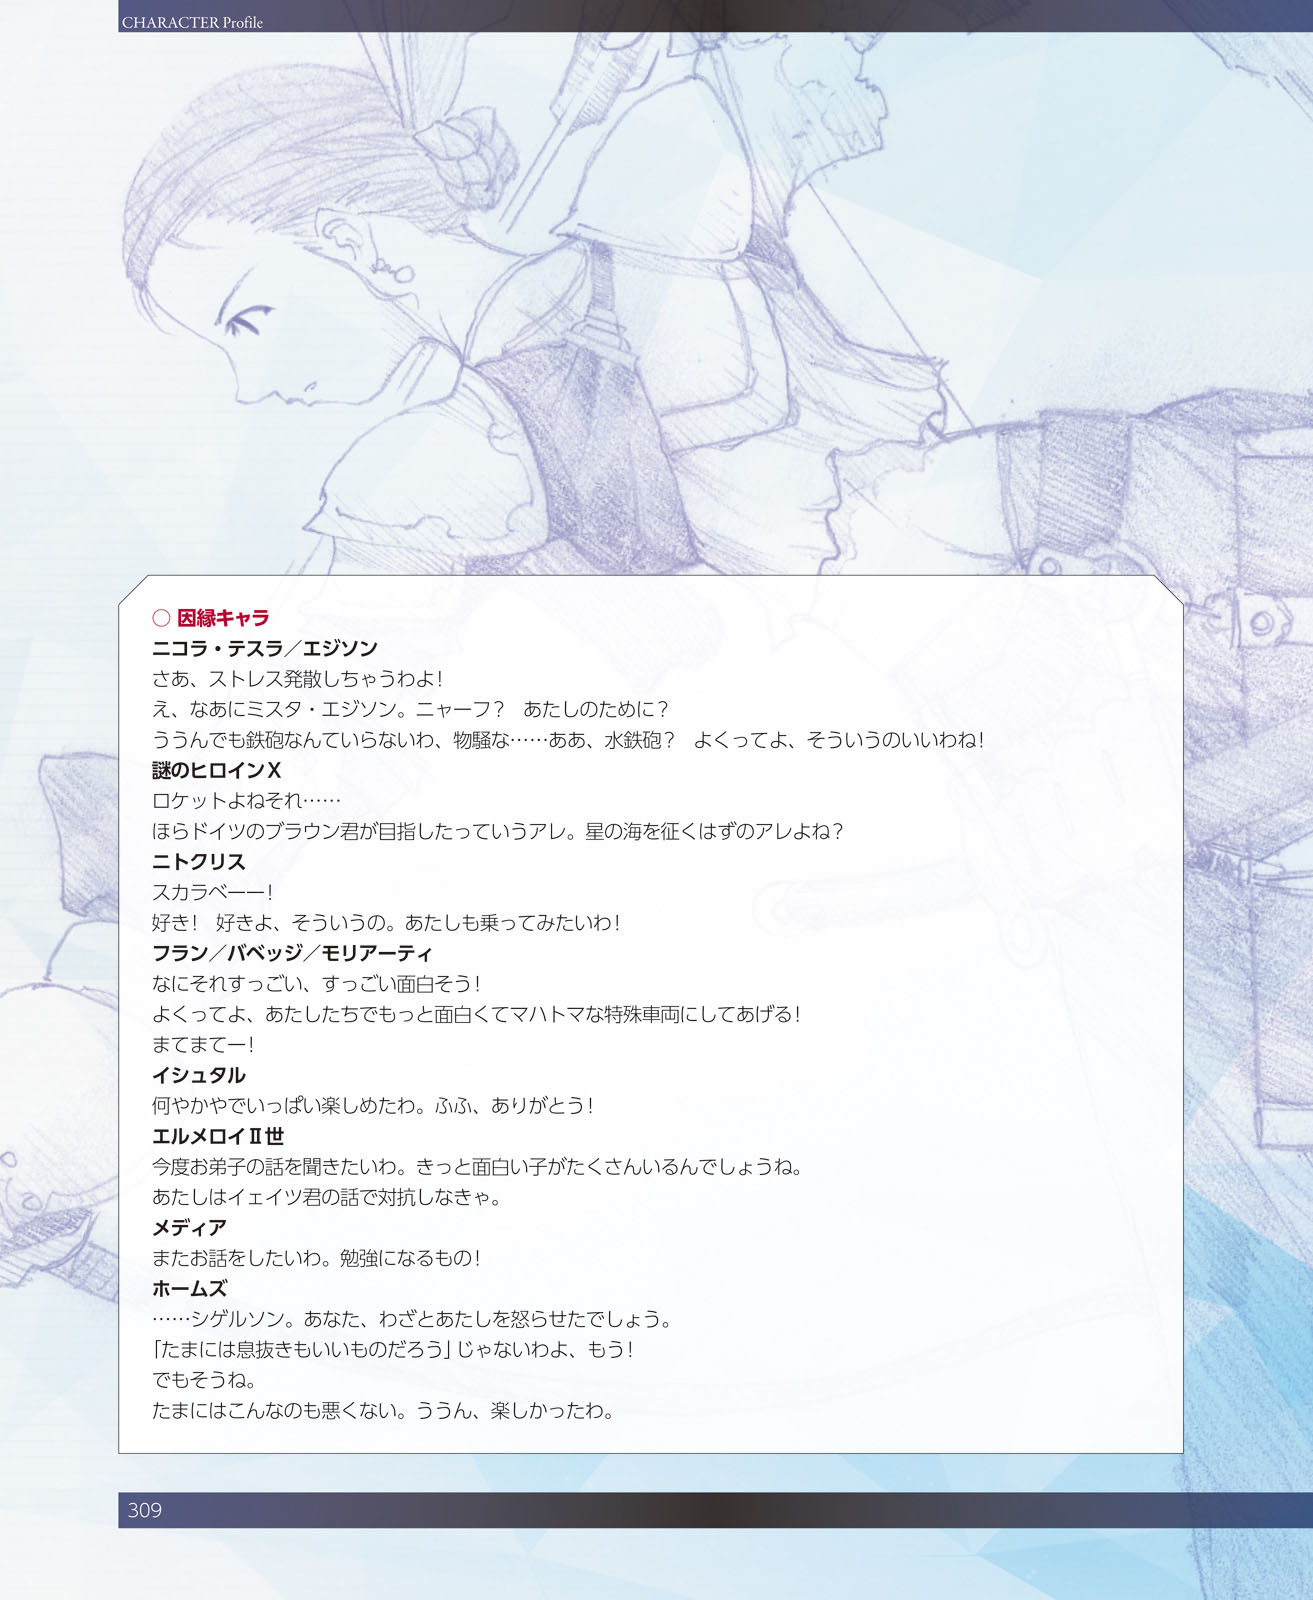 CHARACTER Profile
○ 因縁キャラ
ニコラ・テスラ／エジソン
さあ、ストレス発散しちゃうわよ！
え、なあにミスタ・エジソン。ニャーフ？　あたしのために？
ううんでも鉄砲なんていらないわ、物騒な……ああ、水鉄砲？　よくってよ、そういうのいいわね！
謎のヒロインX
ロケットよねそれ……
ほらドイツのブラウン君が目指したっていうアレ。星の海を征くはずのアレよね？
ニトクリス
スカラベーー！
好き！　好きよ、そういうの。あたしも乗ってみたいわ！
フラン／バベッジ／モリアーティ
なにそれすっごい、すっごい面白そう！
よくってよ、あたしたちでもっと面白くてマハトマな特殊車両にしてあげる！
まてまてー！
イシュタル
何やかやでいっぱい楽しめたわ。ふふ、ありがとう！
エルメロイⅡ世
今度お弟子の話を聞きたいわ。きっと面白い子がたくさんいるんでしょうね。
あたしはイェイツ君の話で対抗しなきゃ。
メディア
またお話をしたいわ。勉強になるもの！
ホームズ
……シゲルソン。あなた、わざとあたしを怒らせたでしょう。
「たまには息抜きもいいものだろう」じゃないわよ、もう！
でもそうね。
たまにはこんなのも悪くない。ううん、楽しかったわ。
309